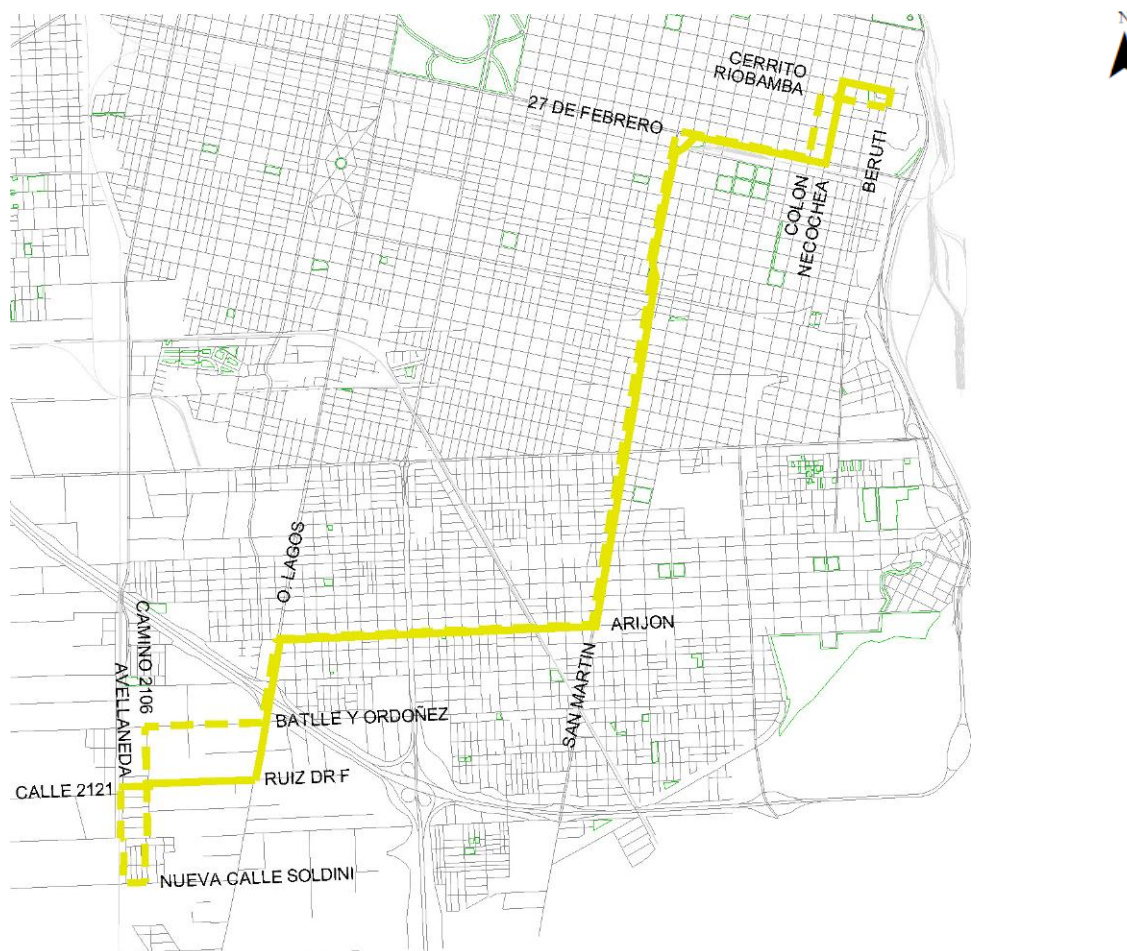 N
CERRITO
RIOBAMBA
27 DE FEBRERO
BERUTI
COLON
NECOCHEA
O. LAGOS
CAMINO 2106
AVELLANEDA
ARIJON
SAN MARTIN
BATLLE Y ORDOÑEZ
RUIZ DR F
CALLE 2121
NUEVA CALLE SOLDINI